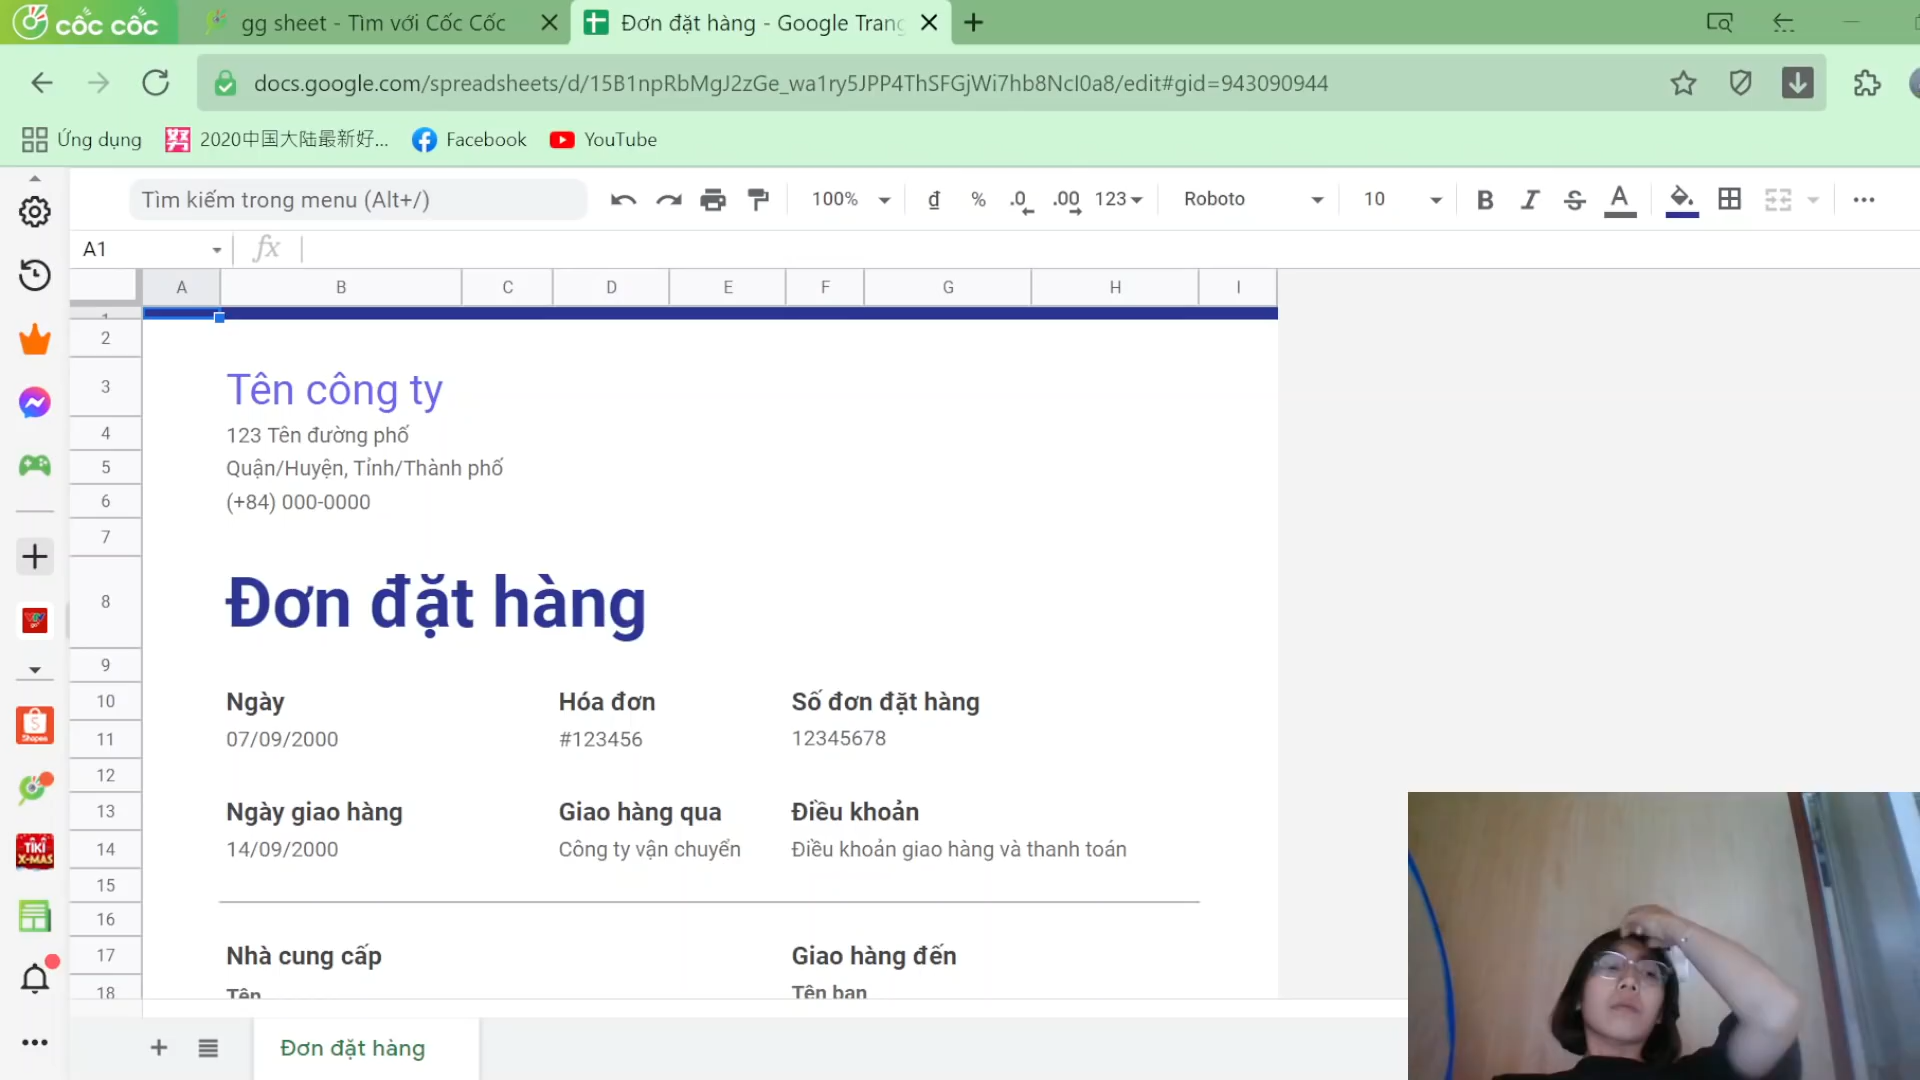 cốc cốc
gg sheet - Tìm với Cốc Cốc
Đơn đặt hàng - Google Trang
docs.google.com/spreadsheets/d/15B1npRbMgJ2zGe_wa1ry5JPP4ThSFGjWi7hb8NcI0a8/edit#gid=943090944
Ứng dụng
2020中国大陆最新好...
Facebook
YouTube
Tìm kiếm trong menu (Alt+/)
100%
đ
%
.0
.00
123
Roboto
10
B
I
S
A
A1
fx
A B C D E F G H I
1
2
3 Tên công ty
4 123 Tên đường phố
5 Quận/Huyện, Tỉnh/Thành phố
6 (+84) 000-0000
7
8 Đơn đặt hàng
9
10 Ngày Hóa đơn Số đơn đặt hàng
11 07/09/2000 #123456 12345678
12
13 Ngày giao hàng Giao hàng qua Điều khoản
14 14/09/2000 Công ty vận chuyển Điều khoản giao hàng và thanh toán
15
16
17 Nhà cung cấp Giao hàng đến
18 Tên Tên bạn
Shopee
TIKI
X-MAS
Đơn đặt hàng